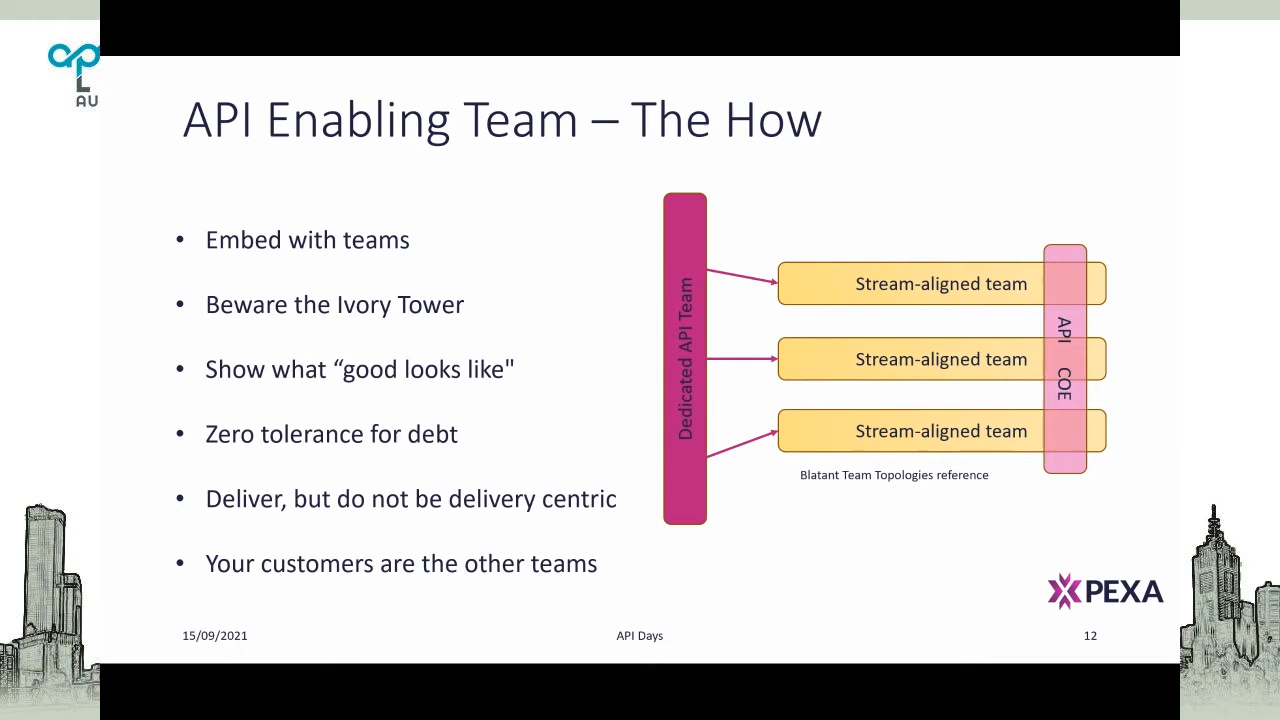 AU
API Enabling Team – The How
• Embed with teams
• Beware the Ivory Tower
• Show what “good looks like"
• Zero tolerance for debt
• Deliver, but do not be delivery centric
• Your customers are the other teams
Dedicated API Team
Stream-aligned team
Stream-aligned team
Stream-aligned team
API COE
Blatant Team Topologies reference
PEXA
15/09/2021
API Days
12